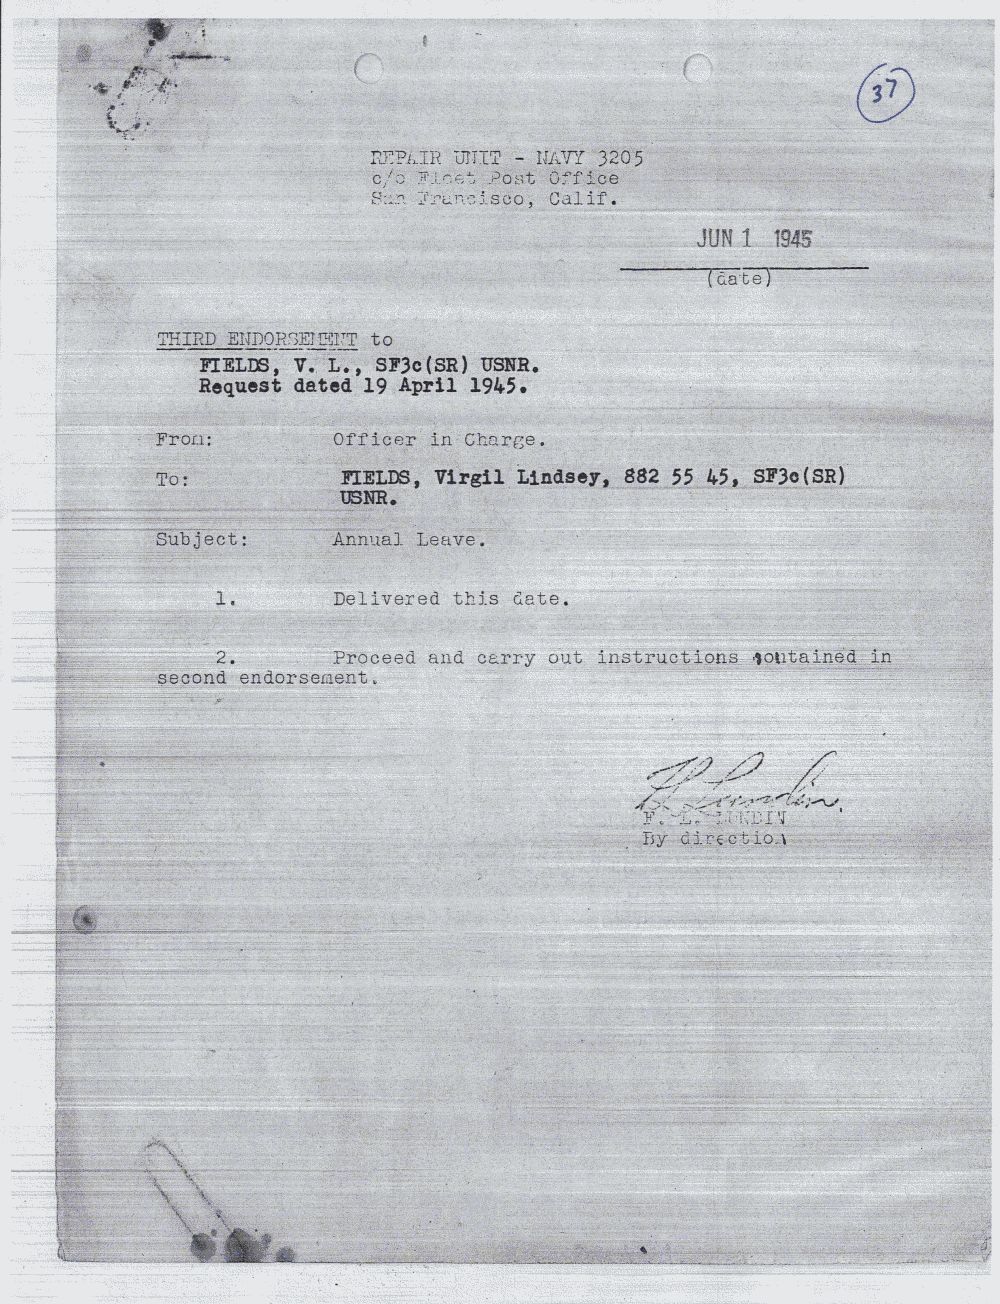 37
REPAIR UNIT - NAVY 3205
c/o Fleet Post Office
San Francisco, Calif.
JUN 1 1945
(date)
THIRD ENDORSEMENT to
FIELDS, V. L., SF3c(SR) USNR.
Request dated 19 April 1945.
From: Officer in Charge.
To: FIELDS, Virgil Lindsey, 882 55 45, SF3c(SR)
USNR.
Subject: Annual Leave.
1. Delivered this date.
2. Proceed and carry out instructions contained in
second endorsement.
F. L. LUNDIN
By direction